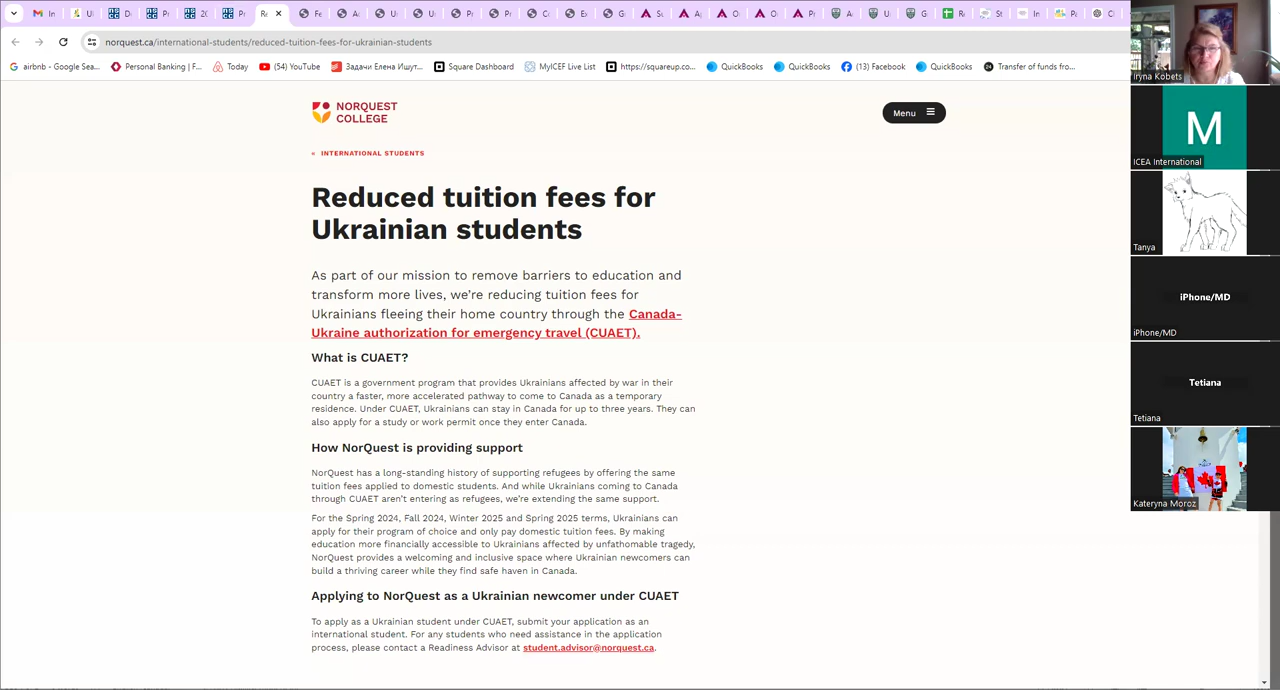 norquest.ca/international-students/reduced-tuition-fees-for-ukrainian-students
airbnb - Google Sea...
Personal Banking | F...
Today
(54) YouTube
Задачи Елена Ишут...
Square Dashboard
MyICEF Live List
https://squareup.co...
QuickBooks
QuickBooks
(13) Facebook
QuickBooks
Transfer of funds fro...
NORQUEST
COLLEGE
Menu
« INTERNATIONAL STUDENTS
Reduced tuition fees for
Ukrainian students
As part of our mission to remove barriers to education and
transform more lives, we're reducing tuition fees for
Ukrainians fleeing their home country through the Canada-
Ukraine authorization for emergency travel (CUAET).
What is CUAET?
CUAET is a government program that provides Ukrainians affected by war in their
country a faster, more accelerated pathway to come to Canada as a temporary
residence. Under CUAET, Ukrainians can stay in Canada for up to three years. They can
also apply for a study or work permit once they enter Canada.
How NorQuest is providing support
NorQuest has a long-standing history of supporting refugees by offering the same
tuition fees applied to domestic students. And while Ukrainians coming to Canada
through CUAET aren't entering as refugees, we're extending the same support.
For the Spring 2024, Fall 2024, Winter 2025 and Spring 2025 terms, Ukrainians can
apply for their program of choice and only pay domestic tuition fees. By making
education more financially accessible to Ukrainians affected by unfathomable tragedy,
NorQuest provides a welcoming and inclusive space where Ukrainian newcomers can
build a thriving career while they find safe haven in Canada.
Applying to NorQuest as a Ukrainian newcomer under CUAET
To apply as a Ukrainian student under CUAET, submit your application as an
international student. For any students who need assistance in the application
process, please contact a Readiness Advisor at student.advisor@norquest.ca.
Iryna Kobets
M
ICEA International
Tanya
iPhone/MD
iPhone/MD
Tetiana
Tetiana
Kateryna Moroz